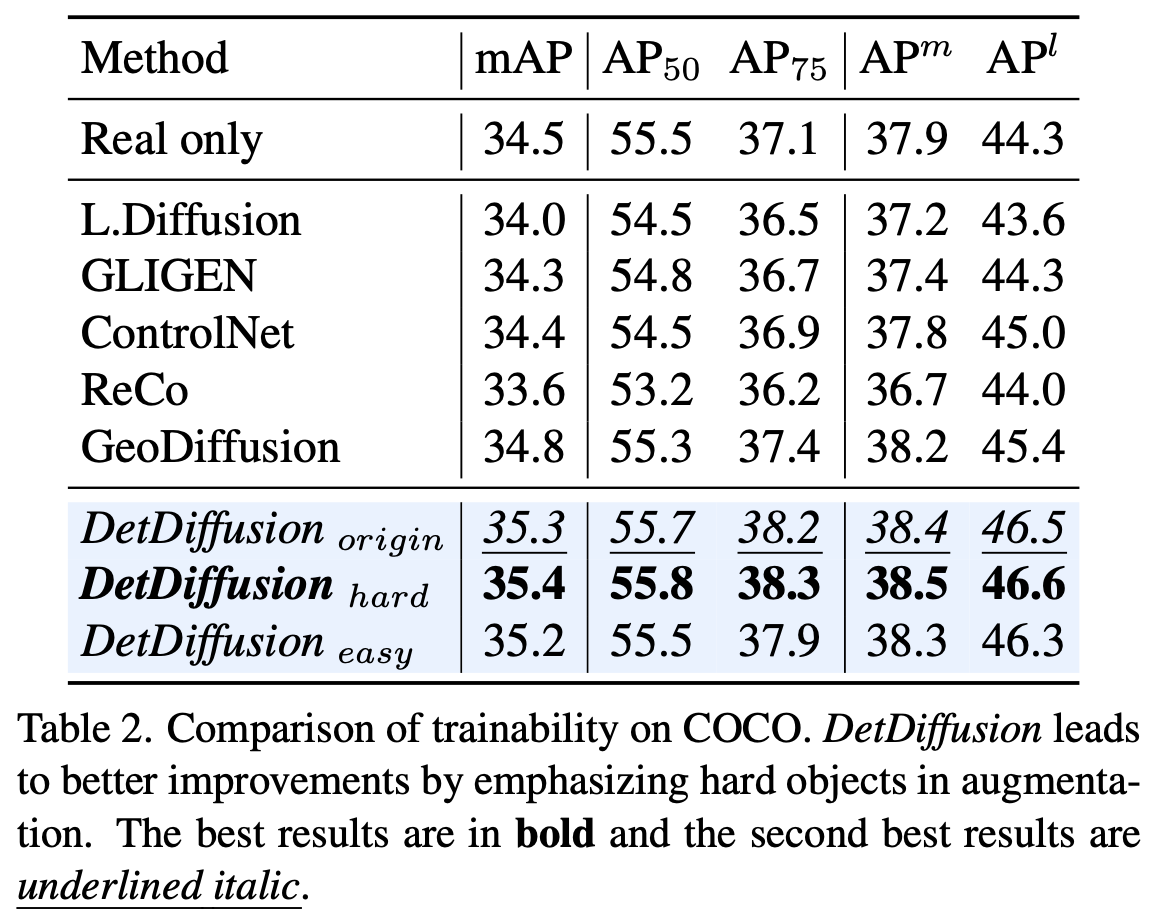 Method mAP AP50 AP75 APm APl
Real only 34.5 55.5 37.1 37.9 44.3
L.Diffusion 34.0 54.5 36.5 37.2 43.6
GLIGEN 34.3 54.8 36.7 37.4 44.3
ControlNet 34.4 54.5 36.9 37.8 45.0
ReCo 33.6 53.2 36.2 36.7 44.0
GeoDiffusion 34.8 55.3 37.4 38.2 45.4
DetDiffusion origin 35.3 55.7 38.2 38.4 46.5
DetDiffusion hard 35.4 55.8 38.3 38.5 46.6
DetDiffusion easy 35.2 55.5 37.9 38.3 46.3
Table 2. Comparison of trainability on COCO. DetDiffusion leads
to better improvements by emphasizing hard objects in augmenta-
tion. The best results are in bold and the second best results are
underlined italic.